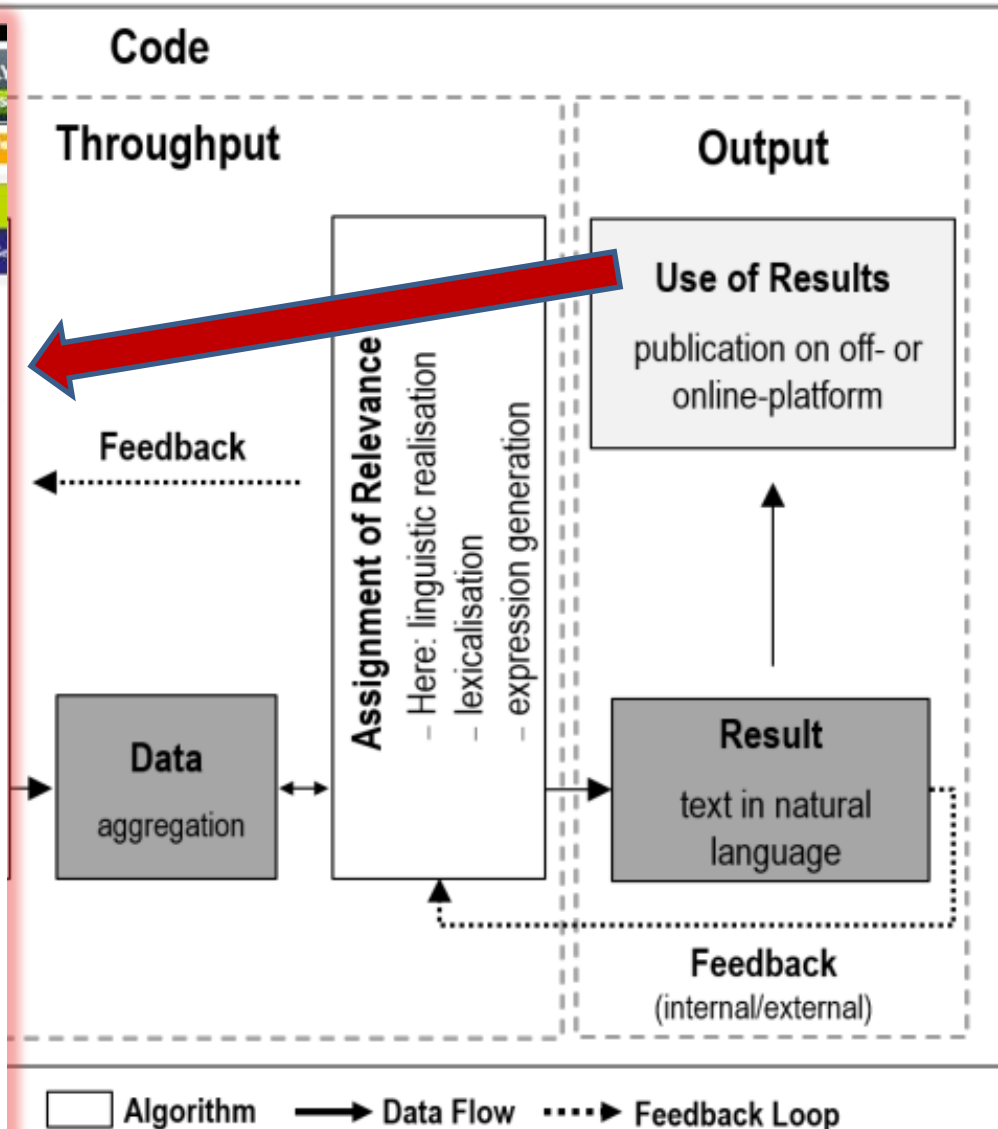 Code
Throughput
Output
Use of Results
publication on off- or
online-platform
Feedback
Assignment of Relevance
– Here: linguistic realisation
– lexicalisation
– expression generation
Data
aggregation
Result
text in natural
language
Feedback
(internal/external)
Algorithm
Data Flow
Feedback Loop